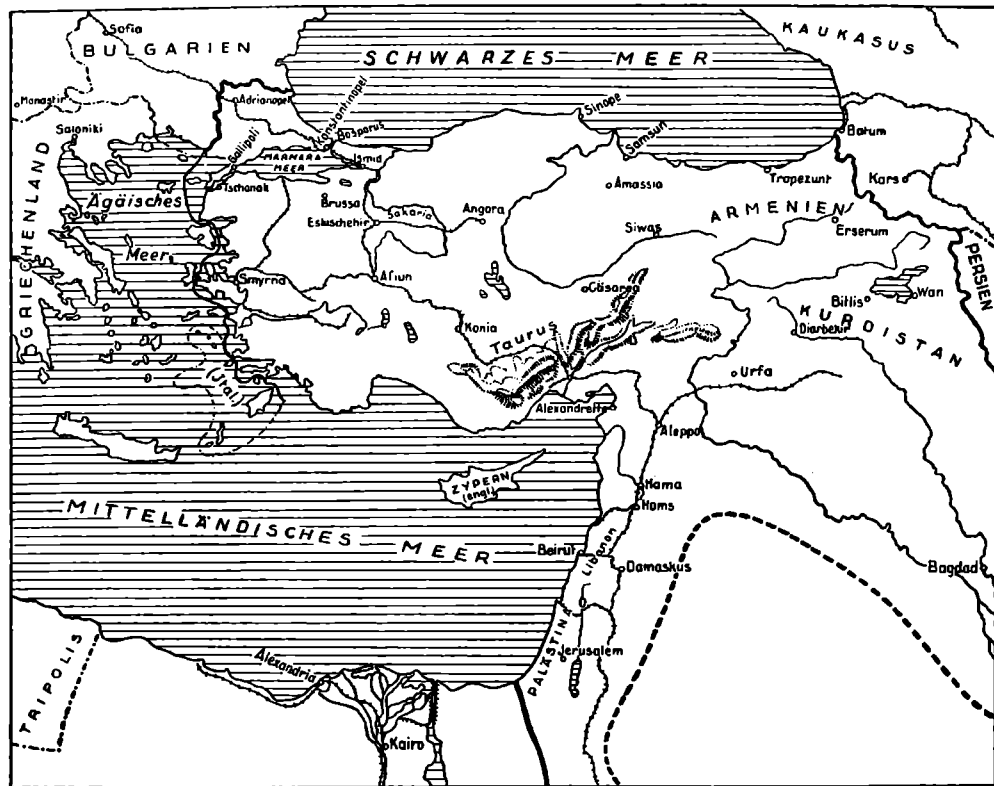 Sofia
BULGARIEN
SCHWARZES MEER
KAUKASUS
Monastir
Adrianopel
Konstantinopel
Bosporus
Sinope
Saloniki
Gallipoli
MARMARA
MEER
Ismid
Samsun
Batum
Tschanak
Trapezunt
Kars
GRIECHENLAND
Ägäisches
Meer
Brussa
Eskischehir
Sakaria
Angora
Amassia
Siwas
ARMENIEN
Erserum
PERSIEN
Smyrna
Afiun
Cäsarea
Bitlis
Wan
KURDISTAN
Diarbekir
Konia
Taurus
Urfa
(Ital.)
Alexandrette
Aleppo
ZYPERN
(engl.)
Hama
Homs
MITTELLÄNDISCHES MEER
Beirut
Libanon
Damaskus
Bagdad
PALÄSTINA
Jerusalem
TRIPOLIS
Alexandria
Kairo